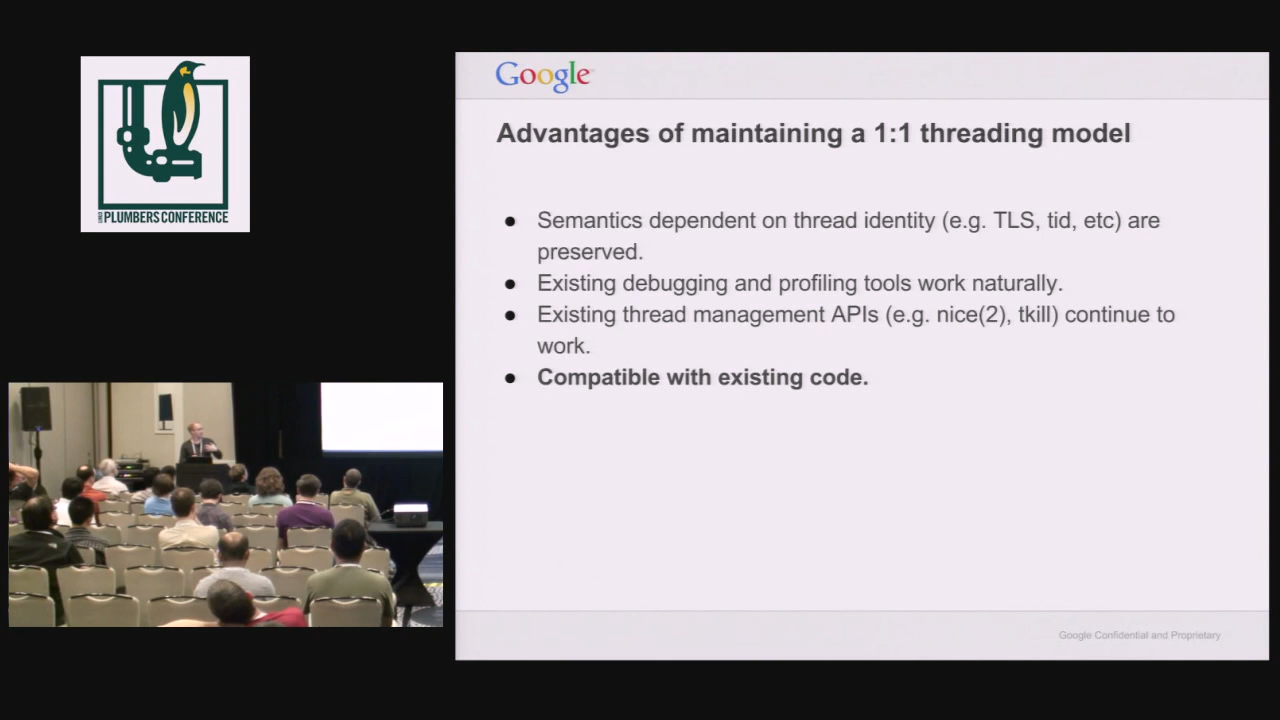 LINUX
PLUMBERS CONFERENCE
Google
Advantages of maintaining a 1:1 threading model
● Semantics dependent on thread identity (e.g. TLS, tid, etc) are
preserved.
● Existing debugging and profiling tools work naturally.
● Existing thread management APIs (e.g. nice(2), tkill) continue to
work.
● Compatible with existing code.
Google Confidential and Proprietary